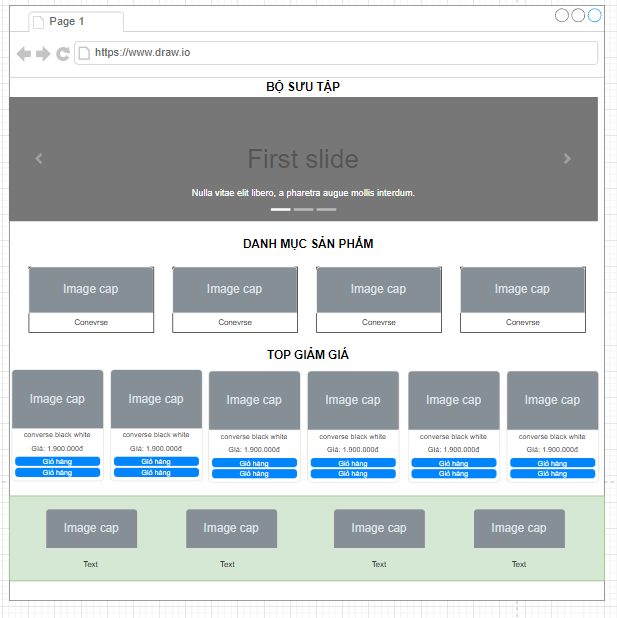 Page 1
https://www.draw.io
BỘ SƯU TẬP
First slide
Nulla vitae elit libero, a pharetra augue mollis interdum.
DANH MỤC SẢN PHẨM
Image cap Image cap Image cap Image cap
Conevrse Conevrse Conevrse Conevrse
TOP GIẢM GIÁ
Image cap Image cap Image cap Image cap Image cap Image cap
converse black white converse black white converse black white converse black white converse black white converse black white
Giá: 1.900.000đ Giá: 1.900.000đ Giá: 1.900.000đ Giá: 1.900.000đ Giá: 1.900.000đ Giá: 1.900.000đ
Giỏ hàng Giỏ hàng Giỏ hàng Giỏ hàng Giỏ hàng Giỏ hàng
Giỏ hàng Giỏ hàng Giỏ hàng Giỏ hàng Giỏ hàng Giỏ hàng
Image cap Image cap Image cap Image cap
Text Text Text Text